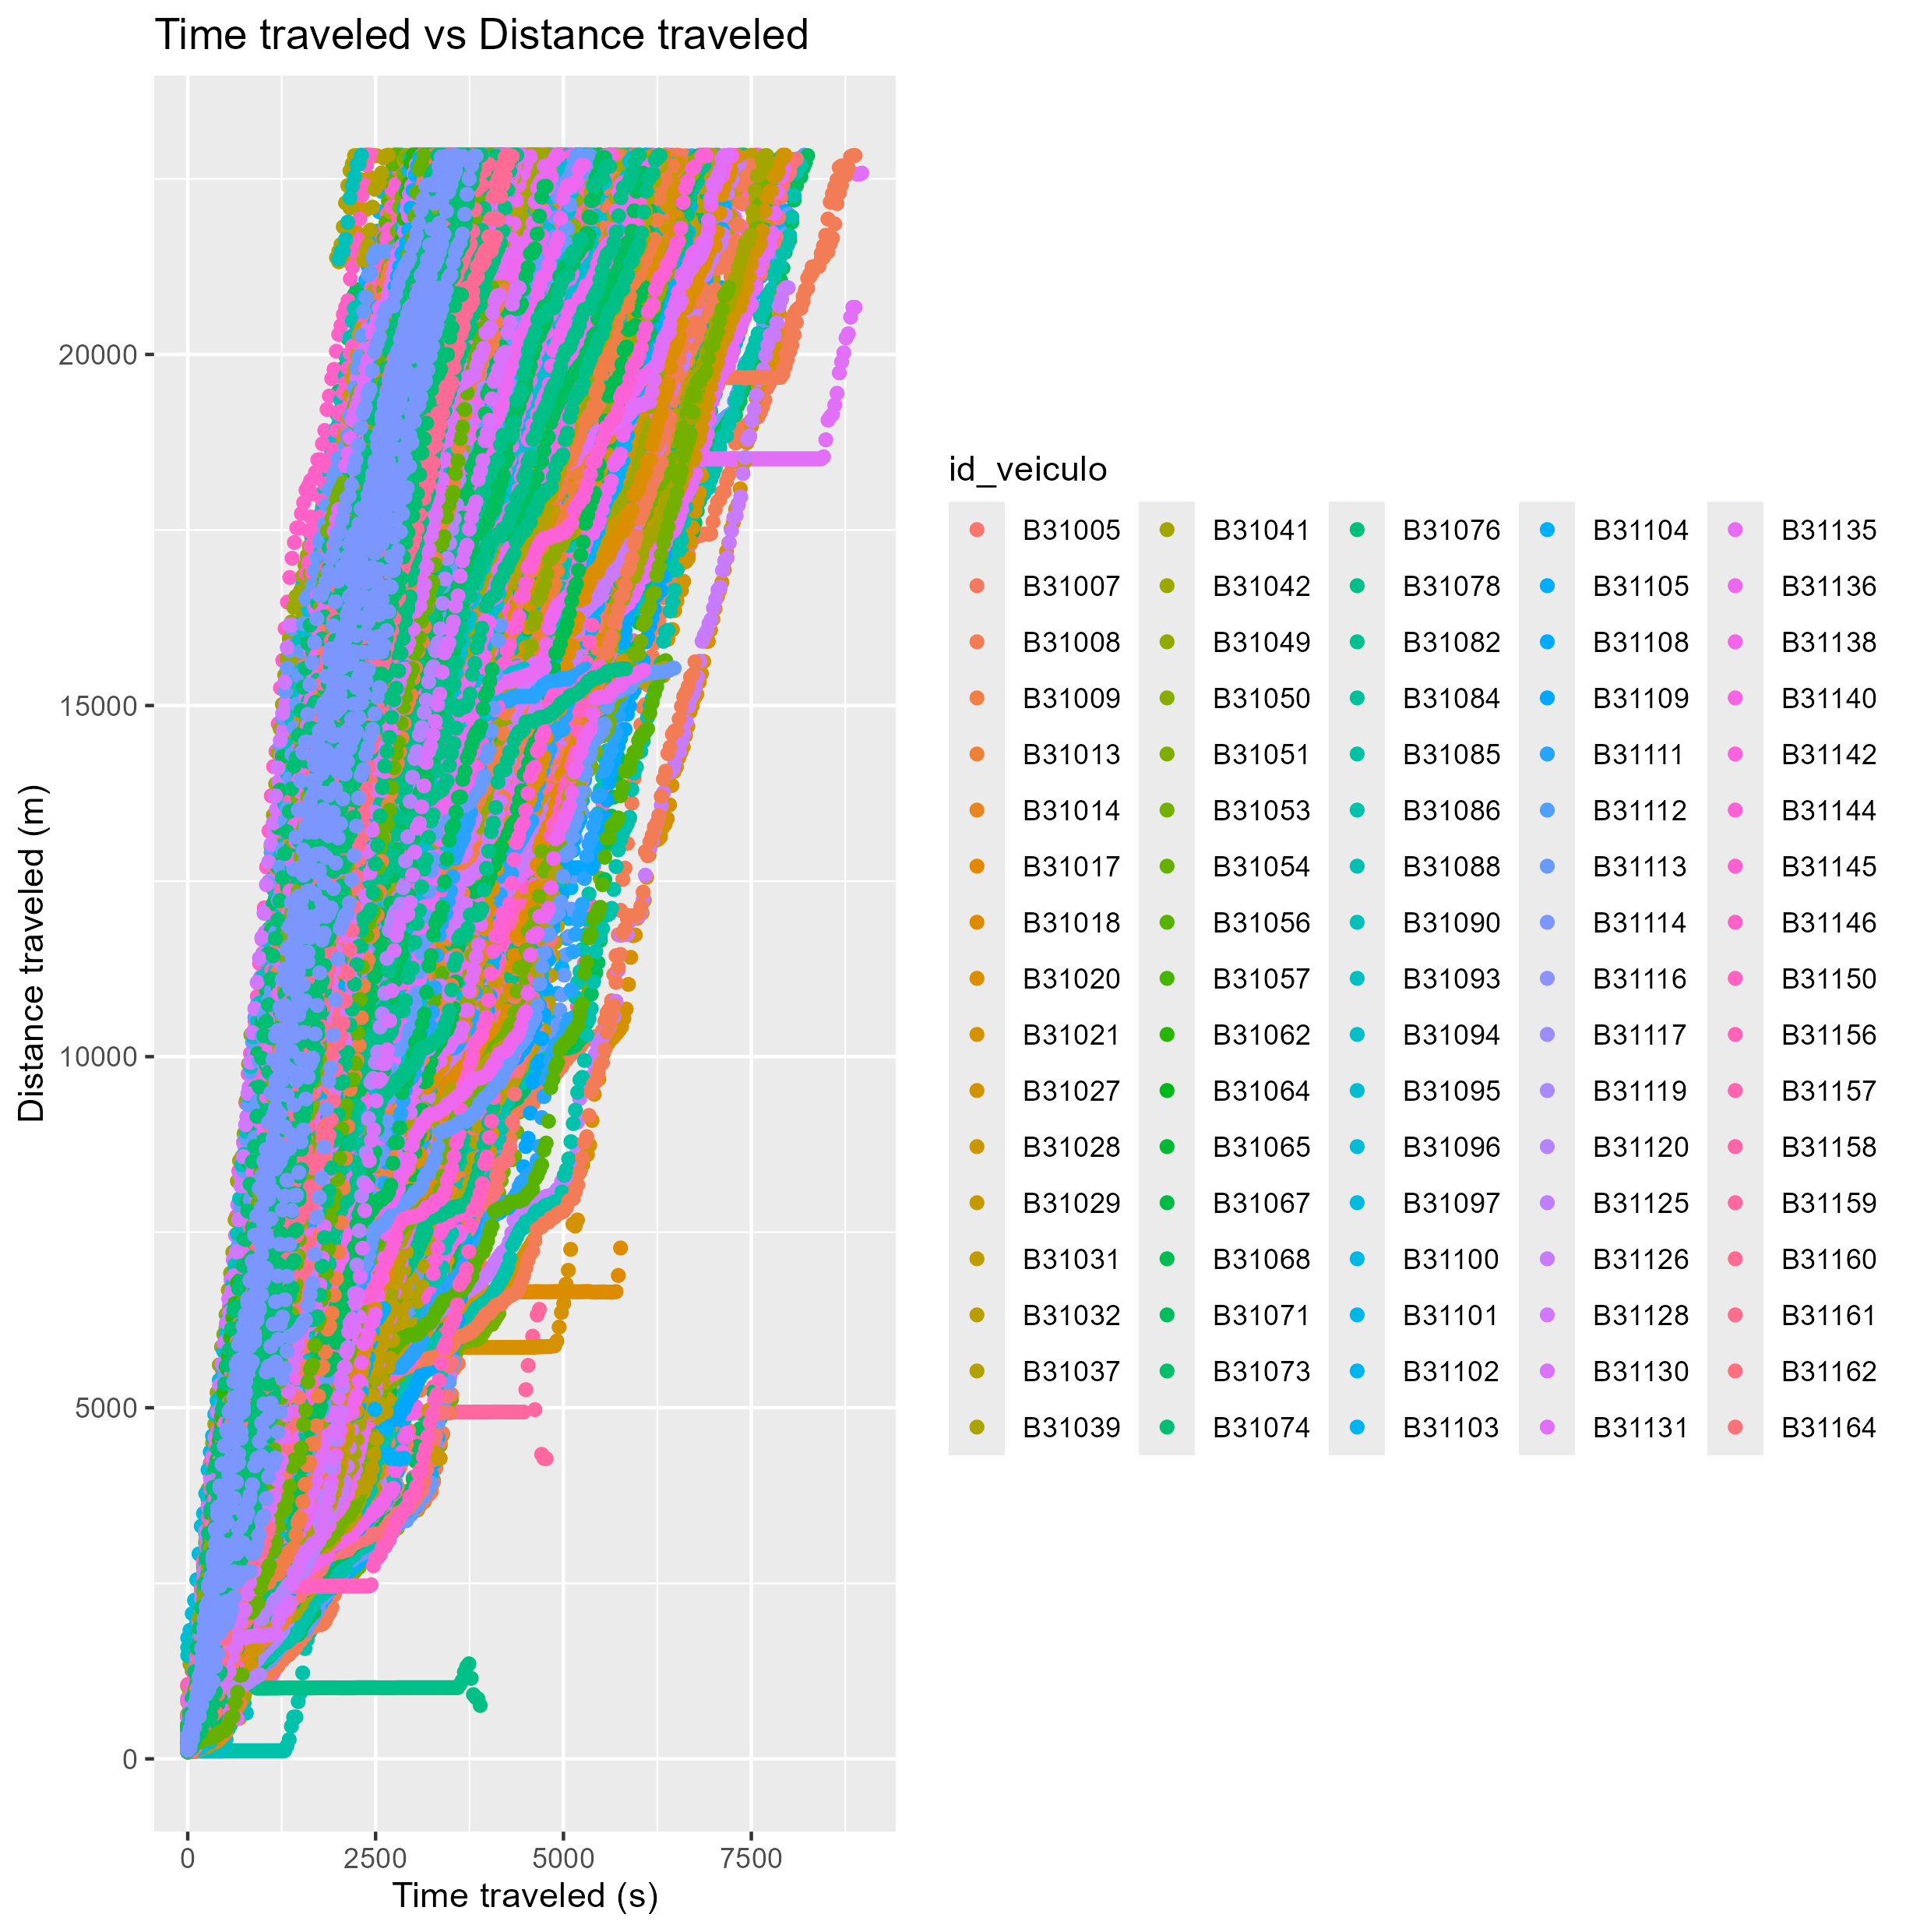 Time traveled vs Distance traveled
Distance traveled (m)
20000
15000
10000
5000
0
0 2500 5000 7500
Time traveled (s)
id_veiculo
B31005 B31041 B31076 B31104 B31135
B31007 B31042 B31078 B31105 B31136
B31008 B31049 B31082 B31108 B31138
B31009 B31050 B31084 B31109 B31140
B31013 B31051 B31085 B31111 B31142
B31014 B31053 B31086 B31112 B31144
B31017 B31054 B31088 B31113 B31145
B31018 B31056 B31090 B31114 B31146
B31020 B31057 B31093 B31116 B31150
B31021 B31062 B31094 B31117 B31156
B31027 B31064 B31095 B31119 B31157
B31028 B31065 B31096 B31120 B31158
B31029 B31067 B31097 B31125 B31159
B31031 B31068 B31100 B31126 B31160
B31032 B31071 B31101 B31128 B31161
B31037 B31073 B31102 B31130 B31162
B31039 B31074 B31103 B31131 B31164